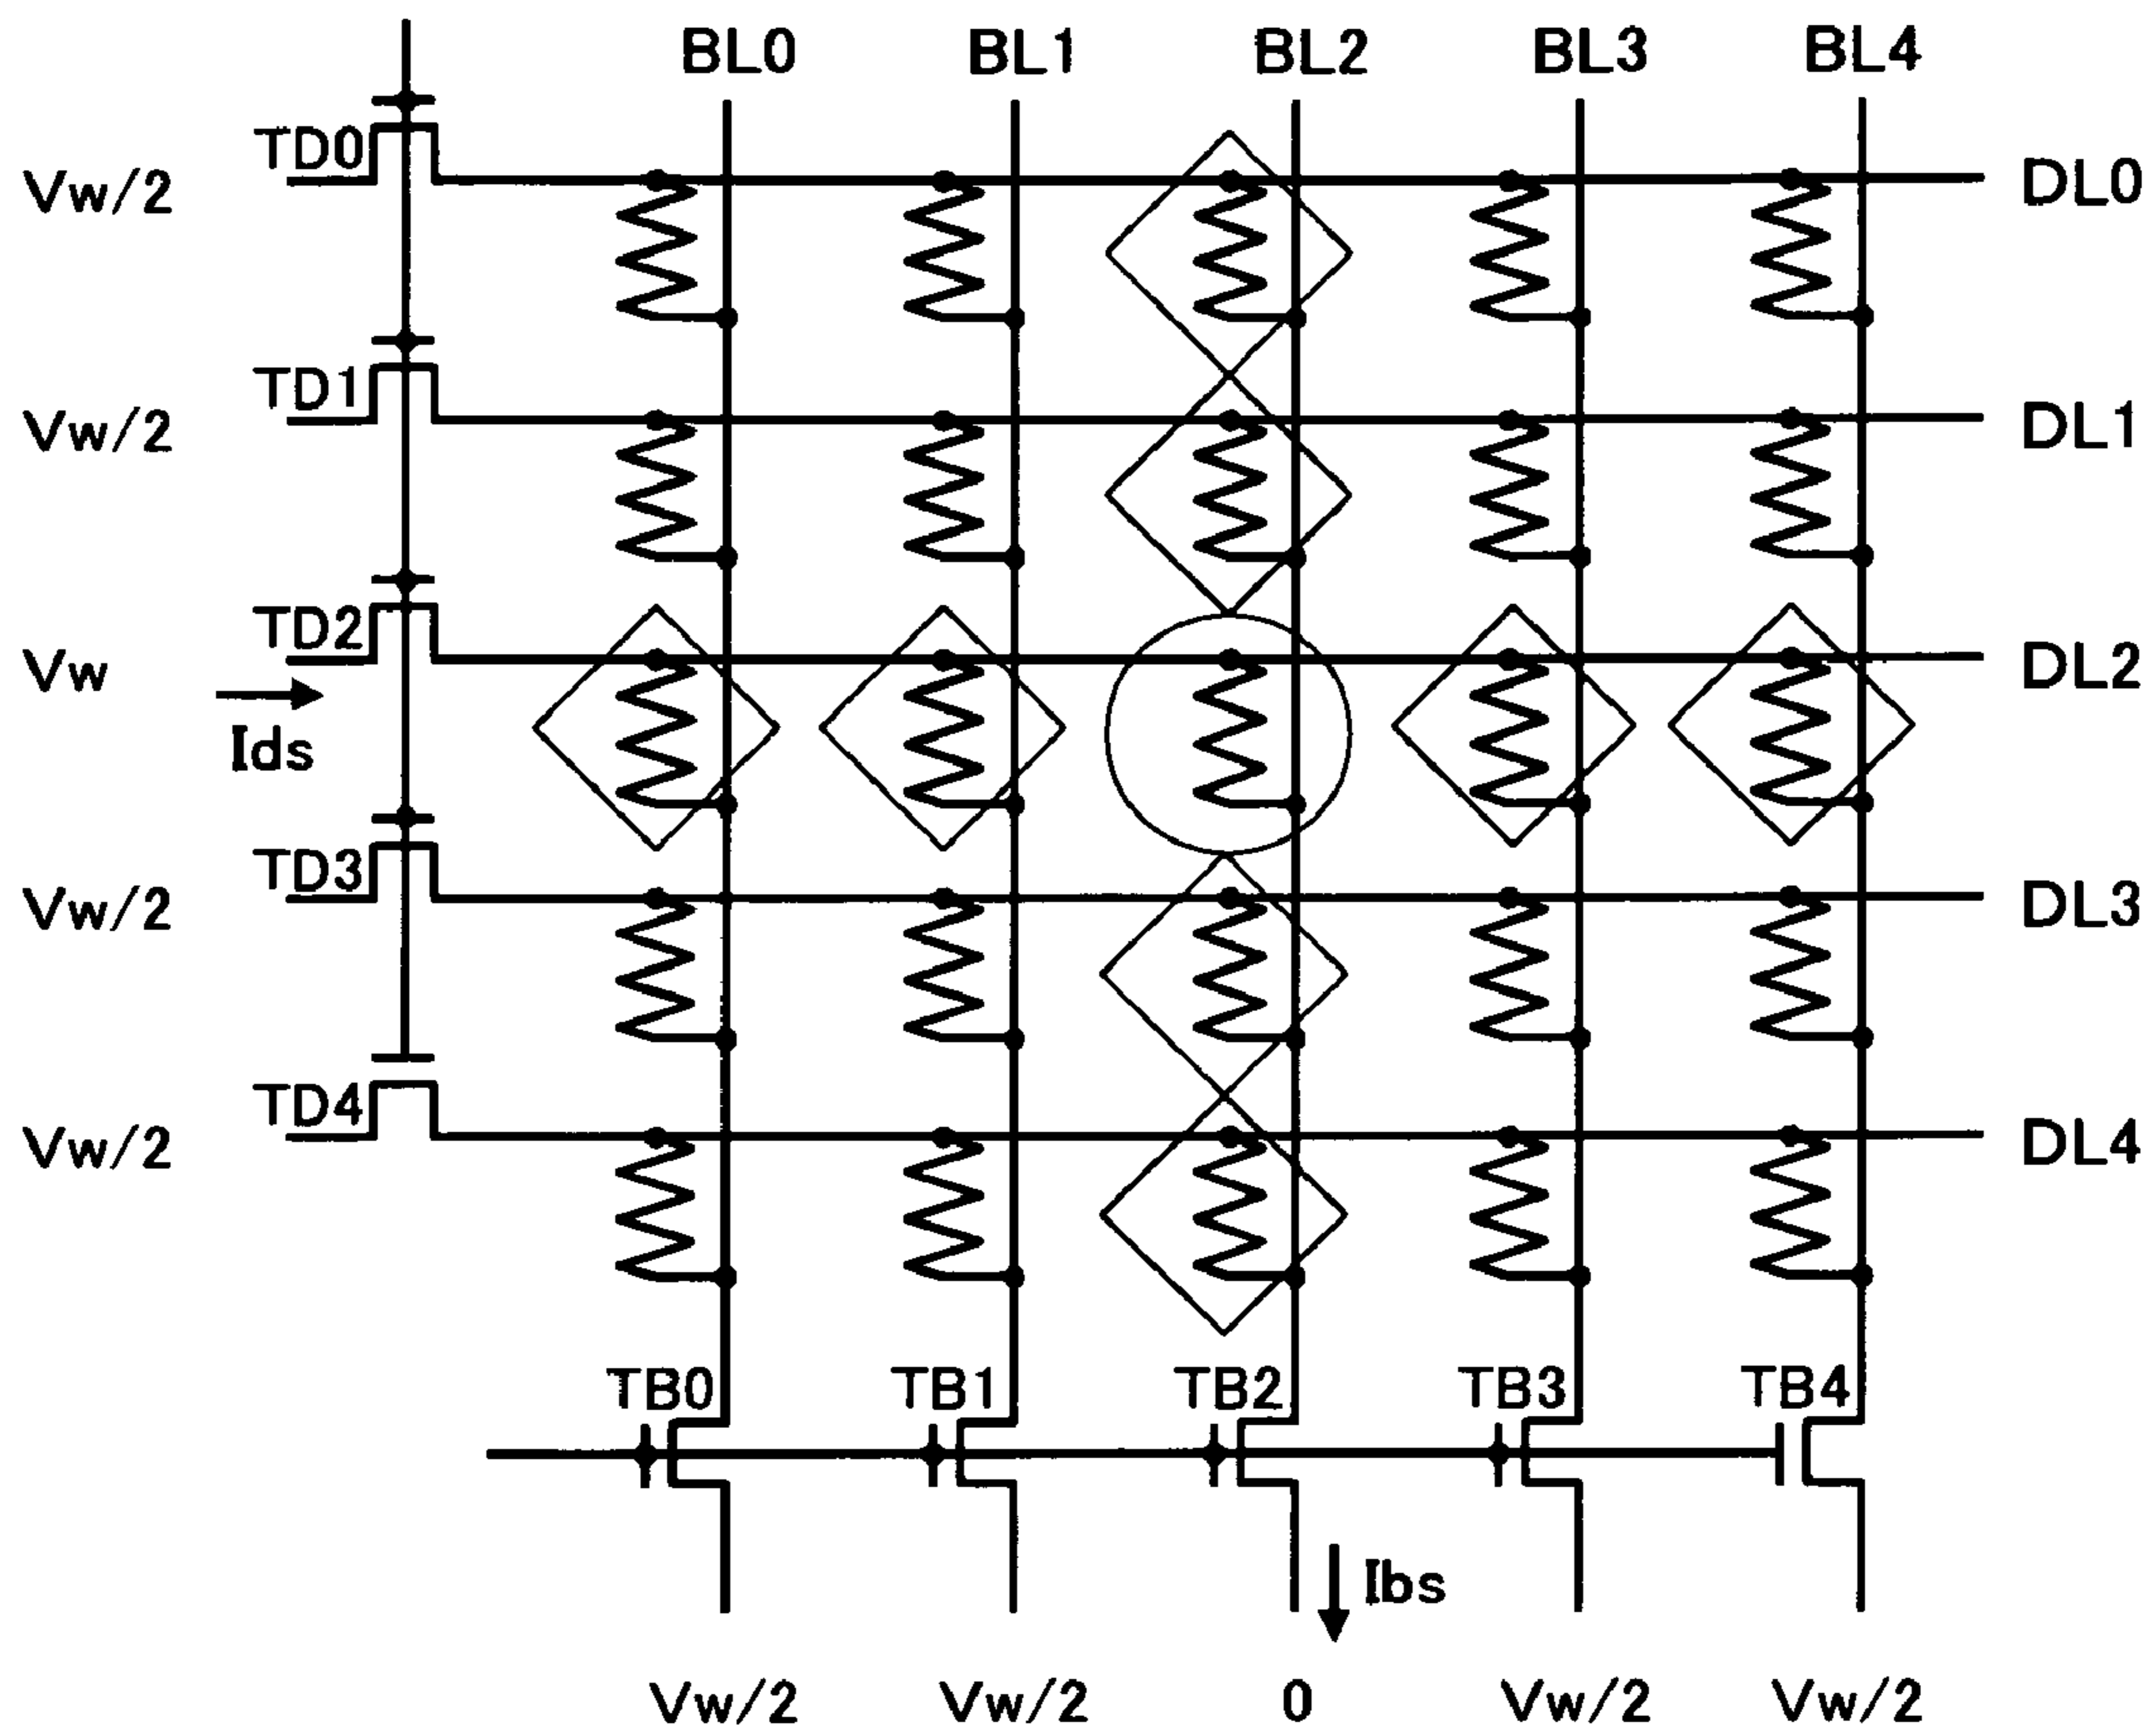 BL0 BL1 BL2 BL3 BL4
TD0
Vw/2 DL0
TD1
Vw/2 DL1
TD2
Vw DL2
Ids
TD3
Vw/2 DL3
TD4
Vw/2 DL4
TB0 TB1 TB2 TB3 TB4
Ibs
Vw/2 Vw/2 0 Vw/2 Vw/2